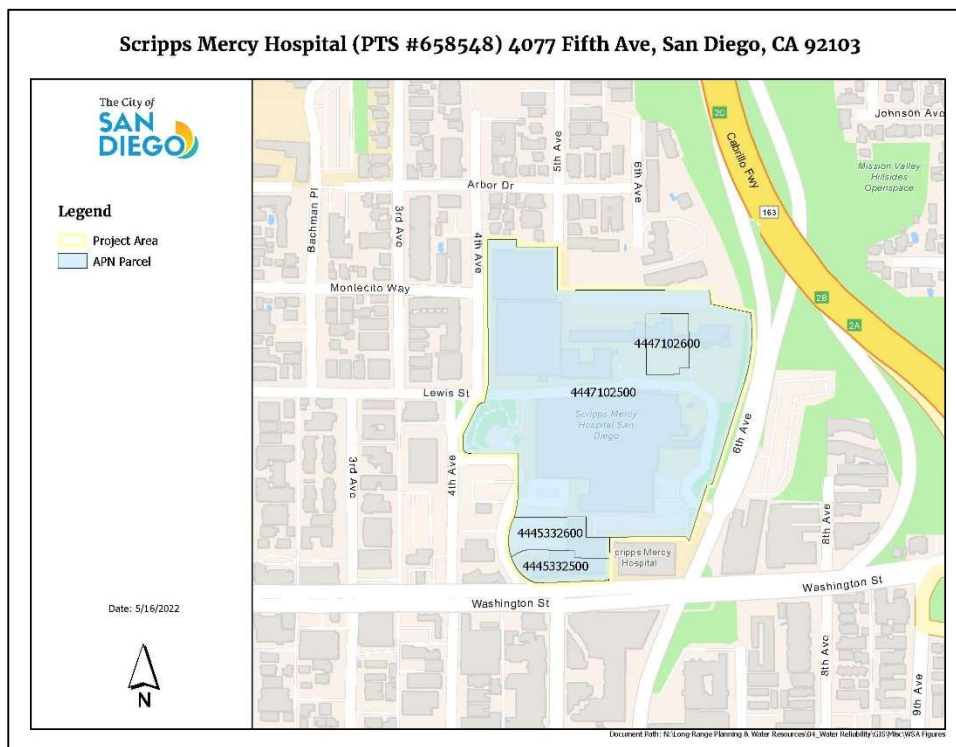 Scripps Mercy Hospital (PTS #658548) 4077 Fifth Ave, San Diego, CA 92103
The City of
SAN
DIEGO
Legend
Project Area
APN Parcel
Date: 5/16/2022
N
Bachman Pl
3rd Ave
4th Ave
5th Ave
6th Ave
Arbor Dr
Montecito Way
Lewis St
3rd Ave
4th Ave
4447102600
4447102500
Scripps Mercy
Hospital San
Diego
4445332600
4445332500
cripps Mercy
Hospital
Washington St
Washington St
6th Ave
2C
Cabrillo Fwy
163
2B
2A
Johnson Avc
Mission Valley
Hillsides
Openspace
8th Ave
8th Ave
9th Ave
Document Path: N:\Long-Range Planning & Water Resources\04_Water Reliability\GIS\Misc\WSA Figures